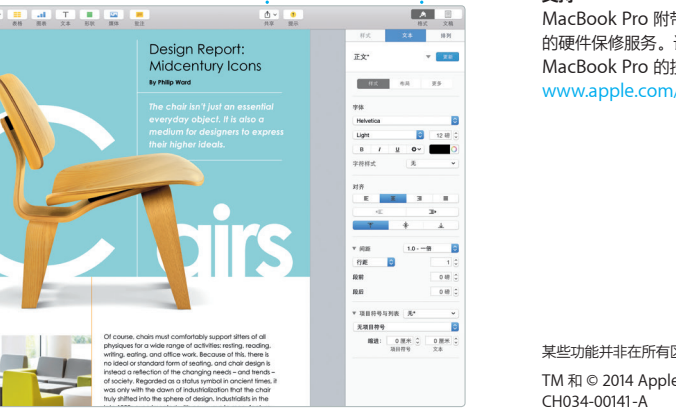 表格 图表 文本 形状 媒体 批注 共享 提示 格式 文稿
样式 文本 排列
正文*
更新
样式 布局 更多
字体
Helvetica
Light 12 磅
B I U
字符样式 无
对齐
间距 1.0 - 一倍
行距 1
段前 0 磅
段后 0 磅
项目符号与列表 无*
无项目符号
缩进: 0 厘米 0 厘米
项目符号 文本
Design Report:
Midcentury Icons
By Philip Ward
The chair isn't just an essential
everyday object. It is also a
medium for designers to express
their higher ideals.
Chairs
Of course, chairs must comfortably support sitters of all
physiques for a wide range of activities: resting, reading,
writing, eating, and office work. Because of this, there is
no ideal or standard form of seating, and chair design is
instead a reflection of the changing needs – and trends –
of society. Regarded as a status symbol in ancient times, it
was only with the dawn of industrialization that the chair
truly shifted into the sphere of design. Industrialists in the
MacBook Pro 附
的硬件保修服务。
MacBook Pro 的
www.apple.com/
某些功能并非在所有
TM 和 © 2014 Apple
CH034-00141-A